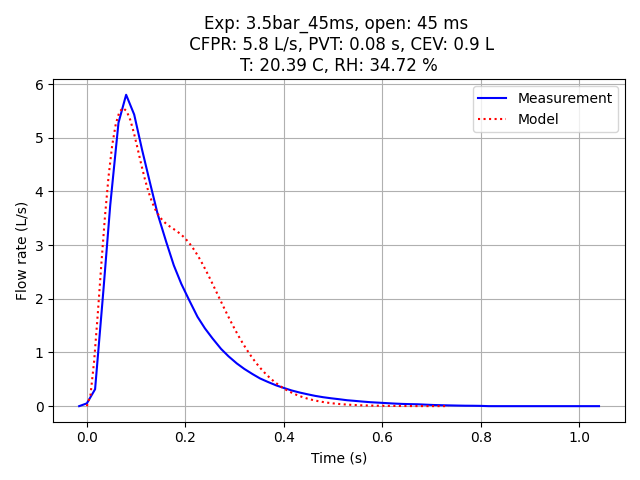 Exp: 3.5bar_45ms, open: 45 ms
CFPR: 5.8 L/s, PVT: 0.08 s, CEV: 0.9 L
T: 20.39 C, RH: 34.72 %
Measurement
Model
Flow rate (L/s)
6
5
4
3
2
1
0
0.0 0.2 0.4 0.6 0.8 1.0
Time (s)